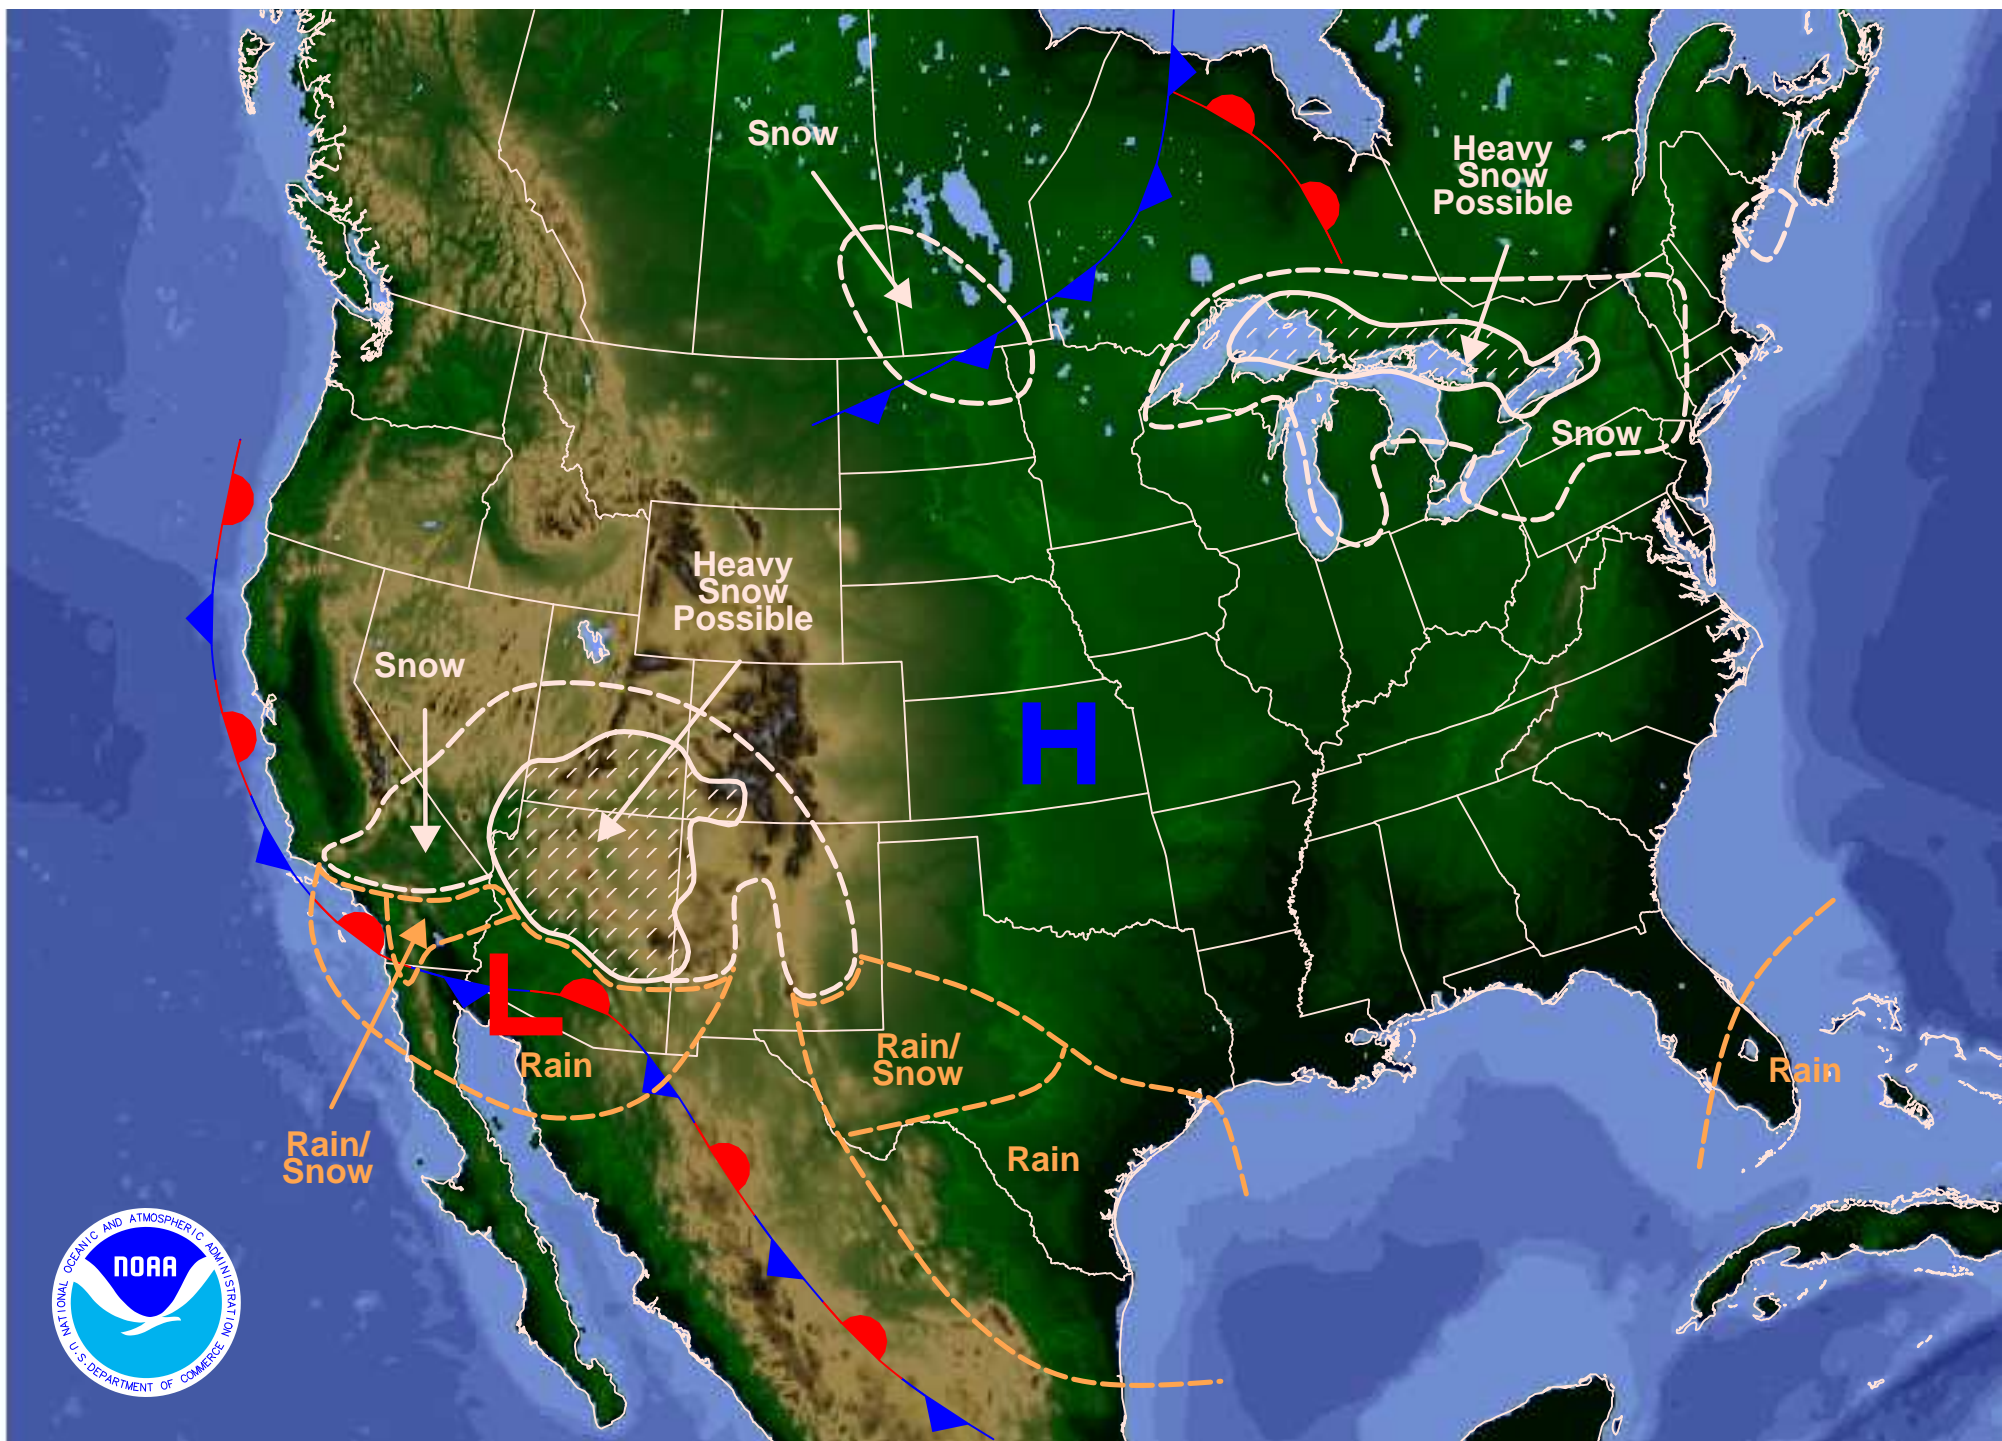 Snow
Heavy
Snow
Possible
Snow
Heavy
Snow
Possible
Snow
H
L
Rain
Rain/
Snow
Rain
Rain
Rain/
Snow
NATIONAL OCEANIC AND ATMOSPHERIC ADMINISTRATION
NOAA
U.S. DEPARTMENT OF COMMERCE